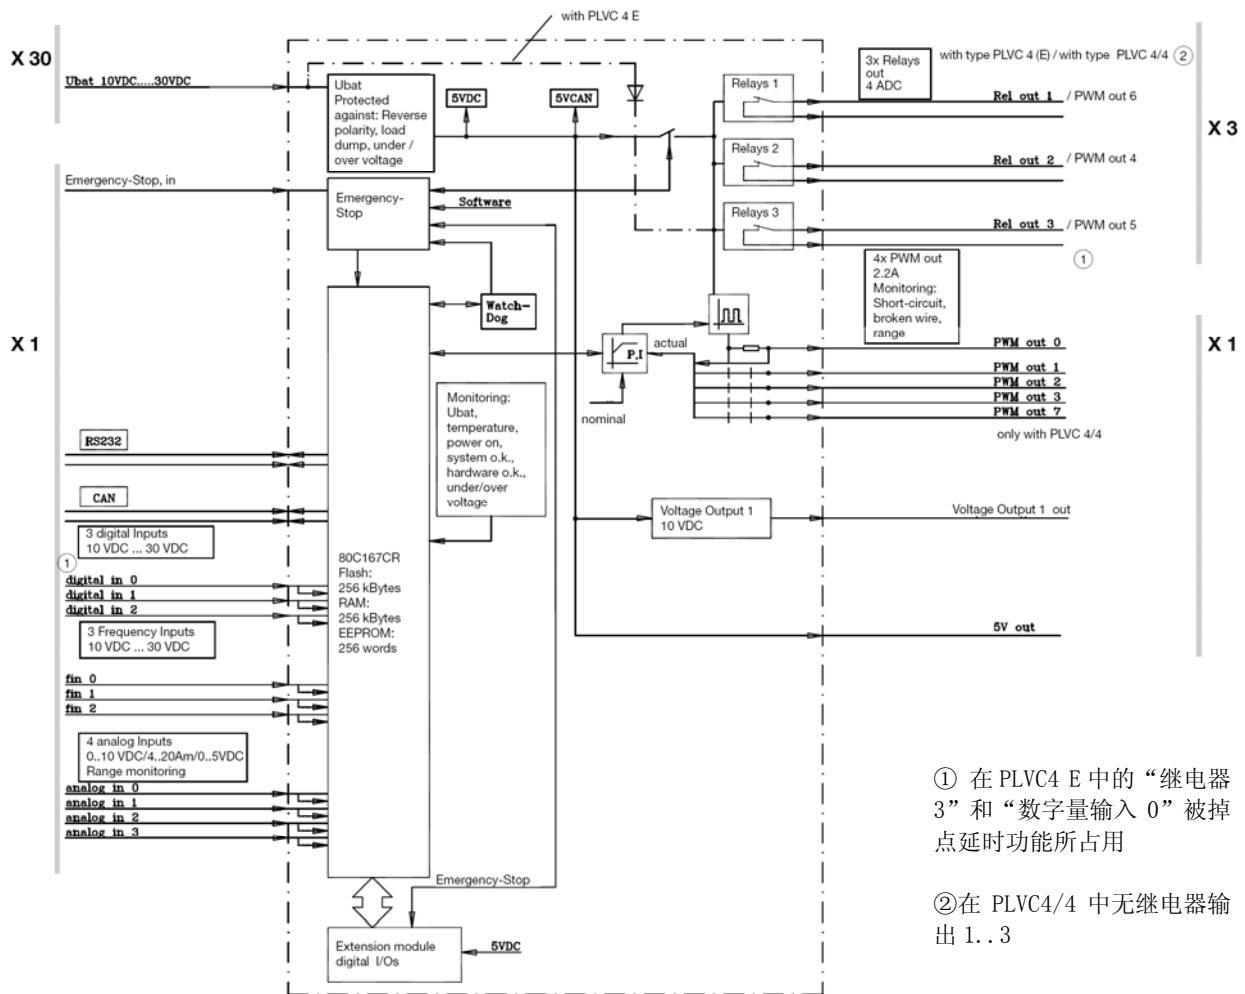 with PLVC 4 E
X 30
Ubat 10VDC.....30VDC
Ubat
Protected
against: Reverse
polarity, load
dump, under /
over voltage
5VDC
5VCAN
3x Relays
out
4 ADC
with type PLVC 4 (E) / with type PLVC 4/4 ②
Relays 1
Rel out 1 / PWM out 6
X 3
Relays 2
Rel out 2 / PWM out 4
Relays 3
Rel out 3 / PWM out 5
①
Emergency-Stop, in
Emergency-
Stop
Software
4x PWM out
2.2A
Monitoring:
Short-circuit,
broken wire,
range
Watch-
Dog
X 1
X 1
P,I
actual
nominal
PWM out 0
PWM out 1
PWM out 2
PWM out 3
PWM out 7
only with PLVC 4/4
Monitoring:
Ubat,
temperature,
power on,
system o.k.,
hardware o.k.,
under/over
voltage
RS232
CAN
Voltage Output 1
10 VDC
Voltage Output 1 out
3 digital Inputs
10 VDC ... 30 VDC
①
digital in 0
digital in 1
digital in 2
80C167CR
Flash:
256 kBytes
RAM:
256 kBytes
EEPROM:
256 words
5V out
3 Frequency Inputs
10 VDC ... 30 VDC
fin 0
fin 1
fin 2
4 analog Inputs
0..10 VDC/4..20Am/0..5VDC
Range monitoring
analog in 0
analog in 1
analog in 2
analog in 3
Emergency-Stop
Extension module
digital I/Os
5VDC
① 在 PLVC4 E 中的“继电器
3”和“数字量输入 0”被掉
点延时功能所占用
②在 PLVC4/4 中无继电器输
出 1..3